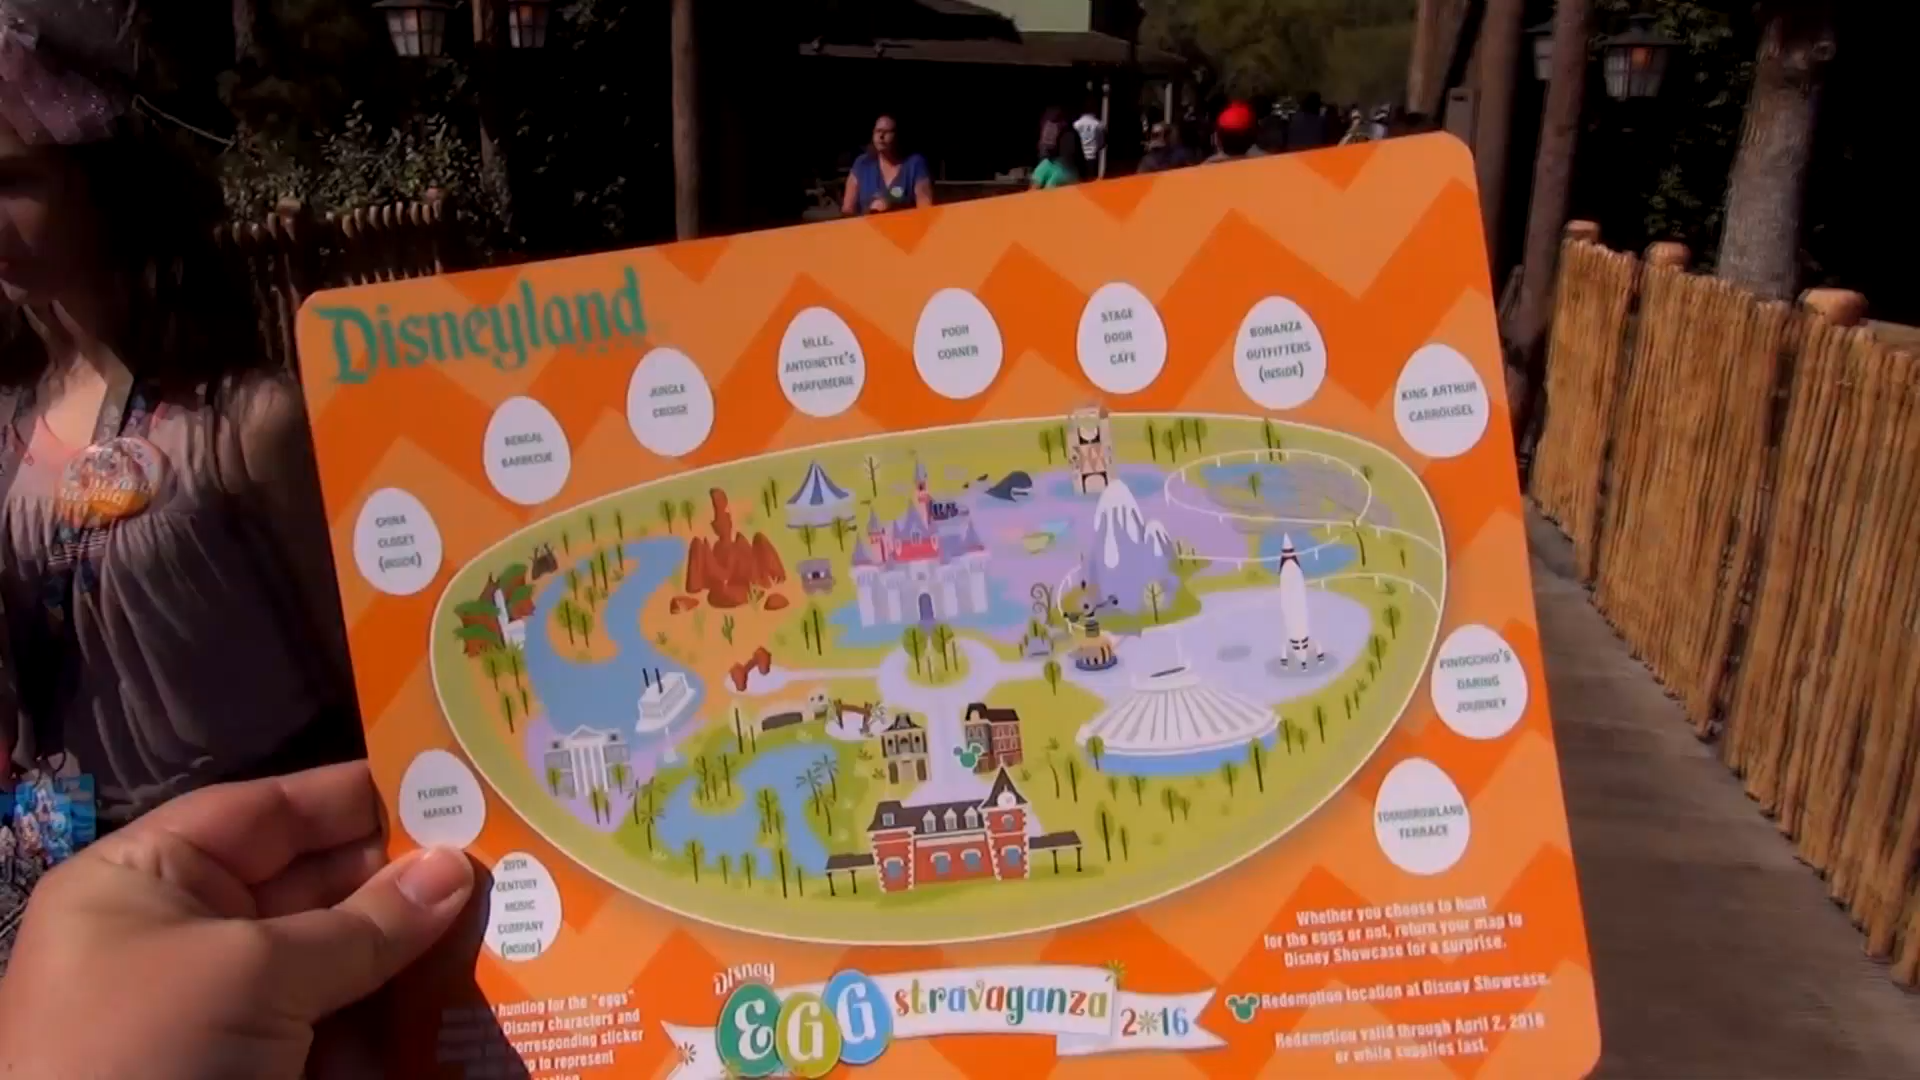 Disneyland
MLLE.
ANTOINETTE'S
PARFUMERIE
POOH
CORNER
STAGE
DOOR
CAFE
BONANZA
OUTFITTERS
(INSIDE)
KING ARTHUR
CARROUSEL
JUNGLE
CRUISE
BENGAL
BARBECUE
CHINA
CLOSET
(INSIDE)
PINOCCHIO'S
DARING
JOURNEY
FLOWER
MARKET
TOMORROWLAND
TERRACE
20TH
CENTURY
MUSIC
COMPANY
(INSIDE)
hunting for the "eggs"
Disney characters and
corresponding sticker
to represent
Disney
EGGstravaganza
2016
Whether you choose to hunt
for the eggs or not, return your map to
Disney Showcase for a surprise.
Redemption location at Disney Showcase.
Redemption valid through April 2, 2016
or while supplies last.